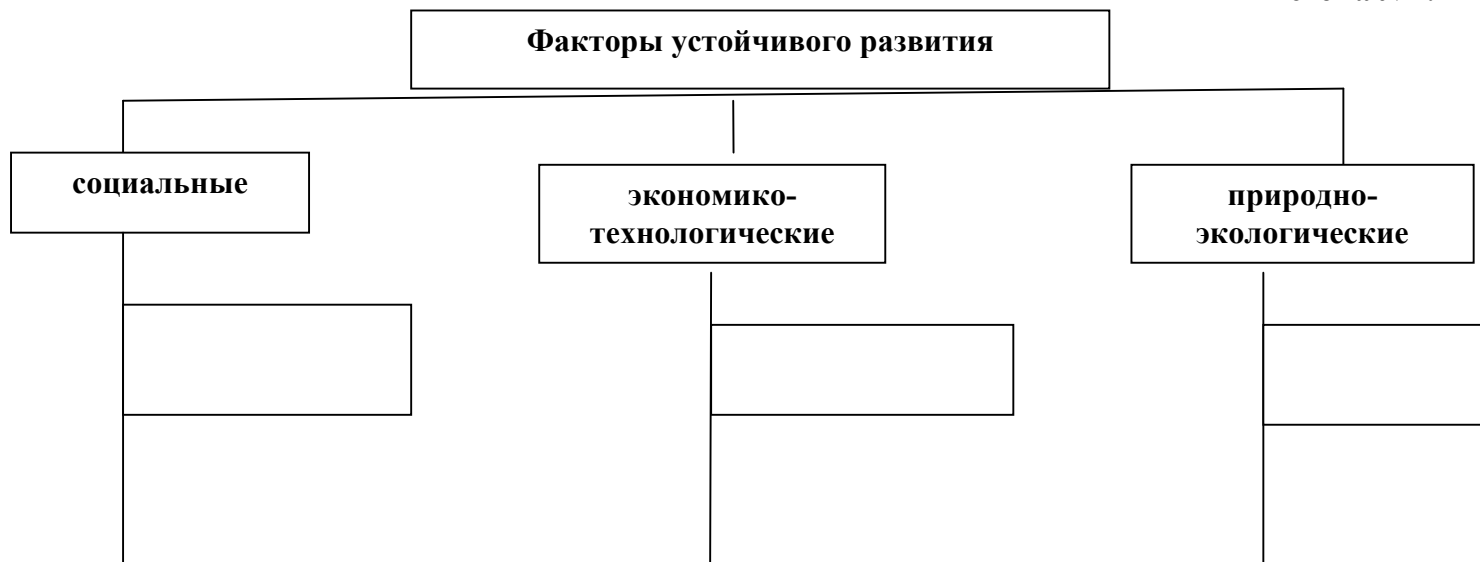 Факторы устойчивого развития
социальные
экономико-
технологические
природно-
экологические